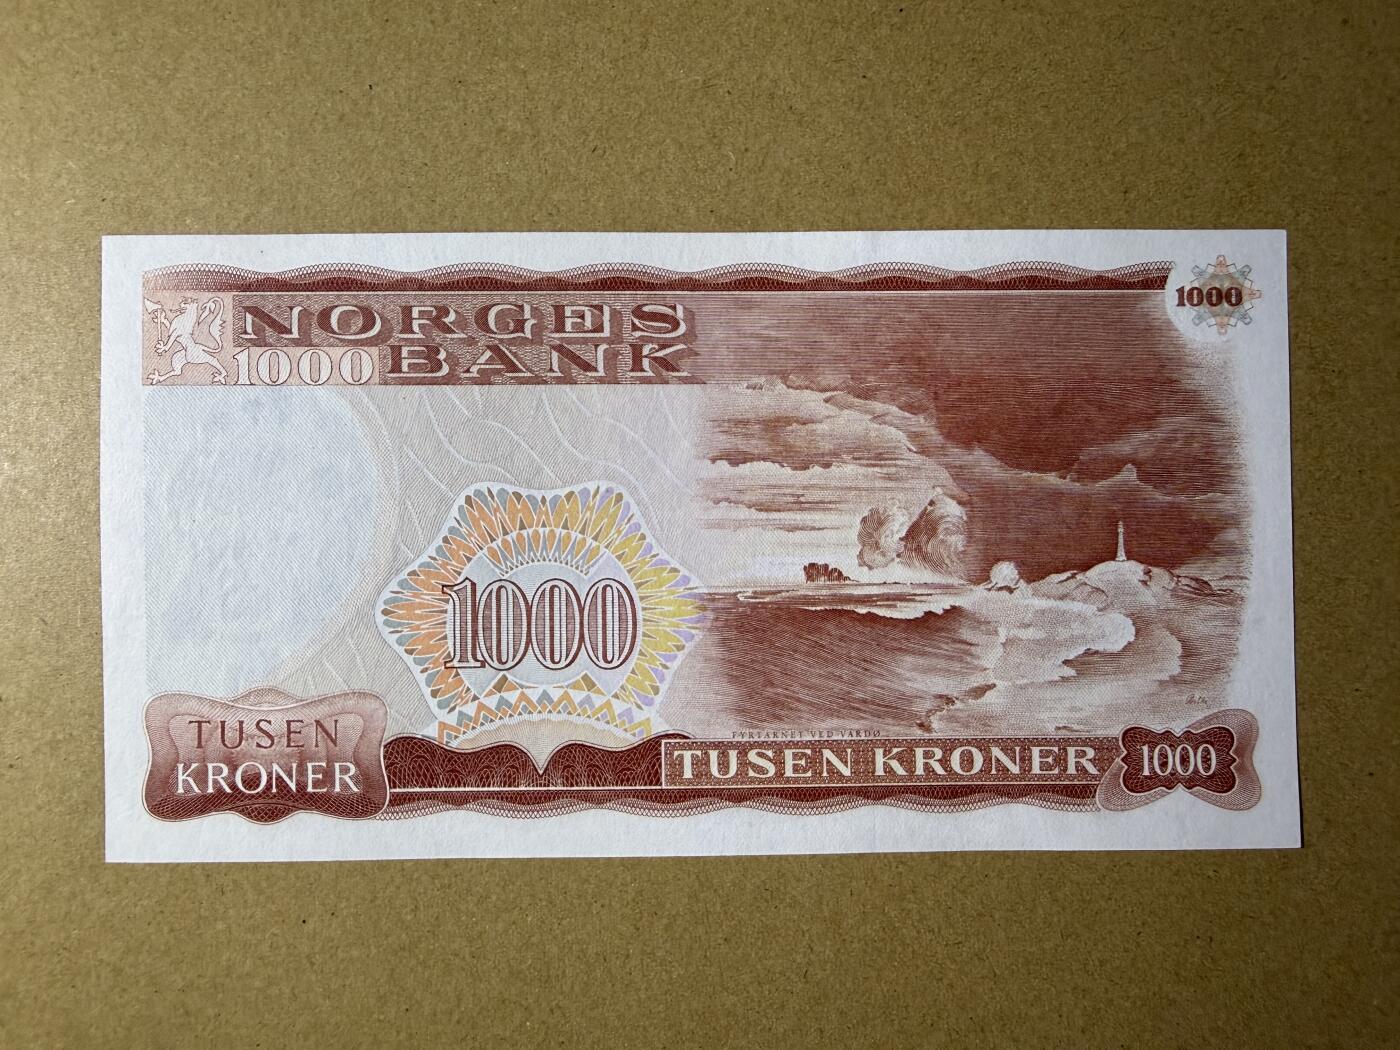 NORGES
1000 BANK
1000
1000
FYRTÅRNET VED VARDØ
TUSEN
KRONER
TUSEN KRONER
1000